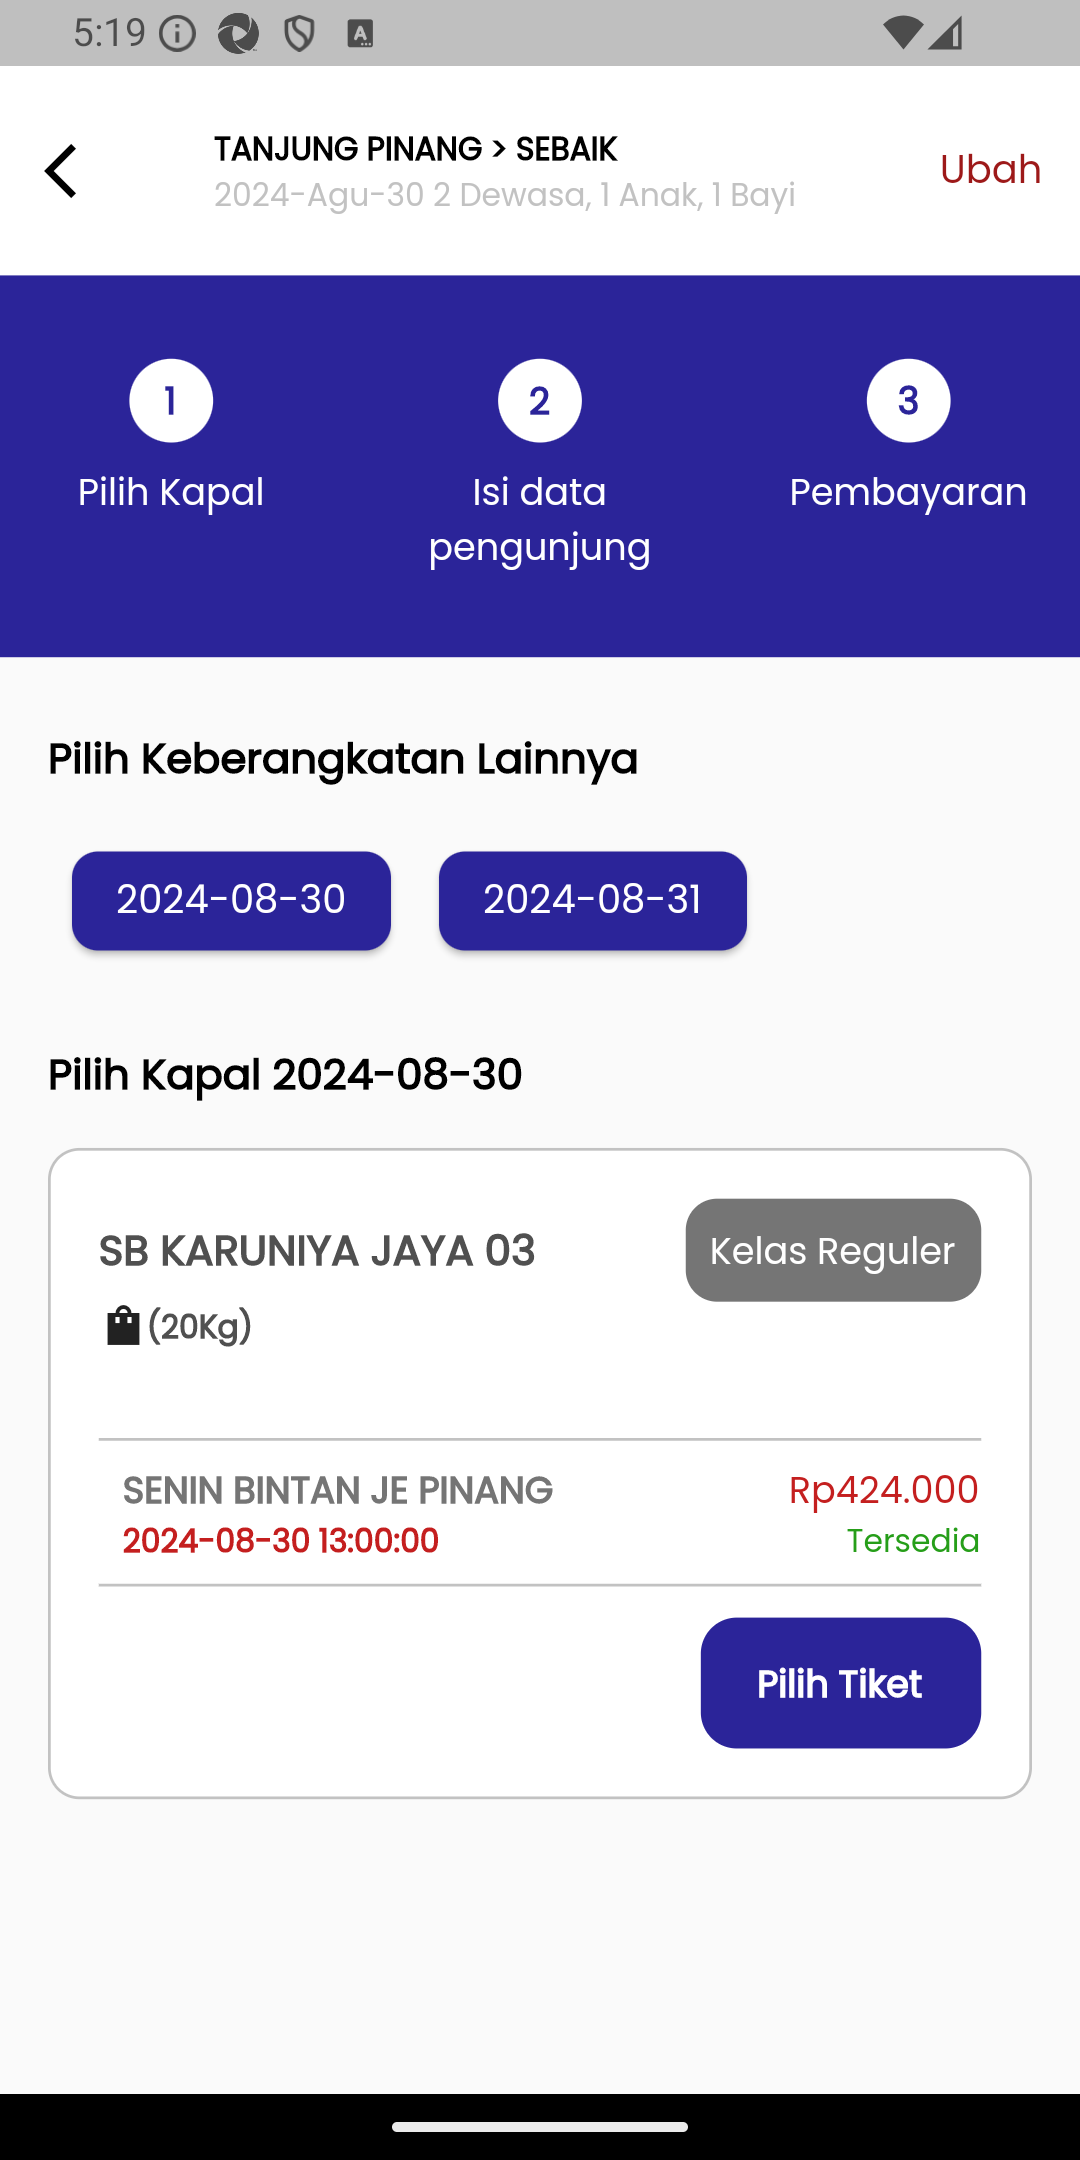 5:19
TANJUNG PINANG > SEBAIK
2024-Agu-30 2 Dewasa, 1 Anak, 1 Bayi
Ubah
1
2
3
Pilih Kapal
Isi data
pengunjung
Pembayaran
Pilih Keberangkatan Lainnya
2024-08-30
2024-08-31
Pilih Kapal 2024-08-30
SB KARUNIYA JAYA 03
Kelas Reguler
(20Kg)
SENIN BINTAN JE PINANG
Rp424.000
2024-08-30 13:00:00
Tersedia
Pilih Tiket